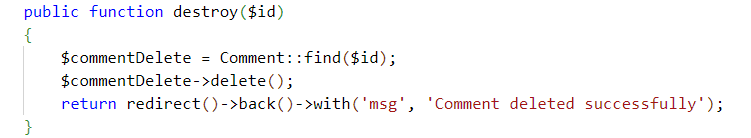 public function destroy($id)
{
    $commentDelete = Comment::find($id);
    $commentDelete->delete();
    return redirect()->back()->with('msg', 'Comment deleted successfully');
}